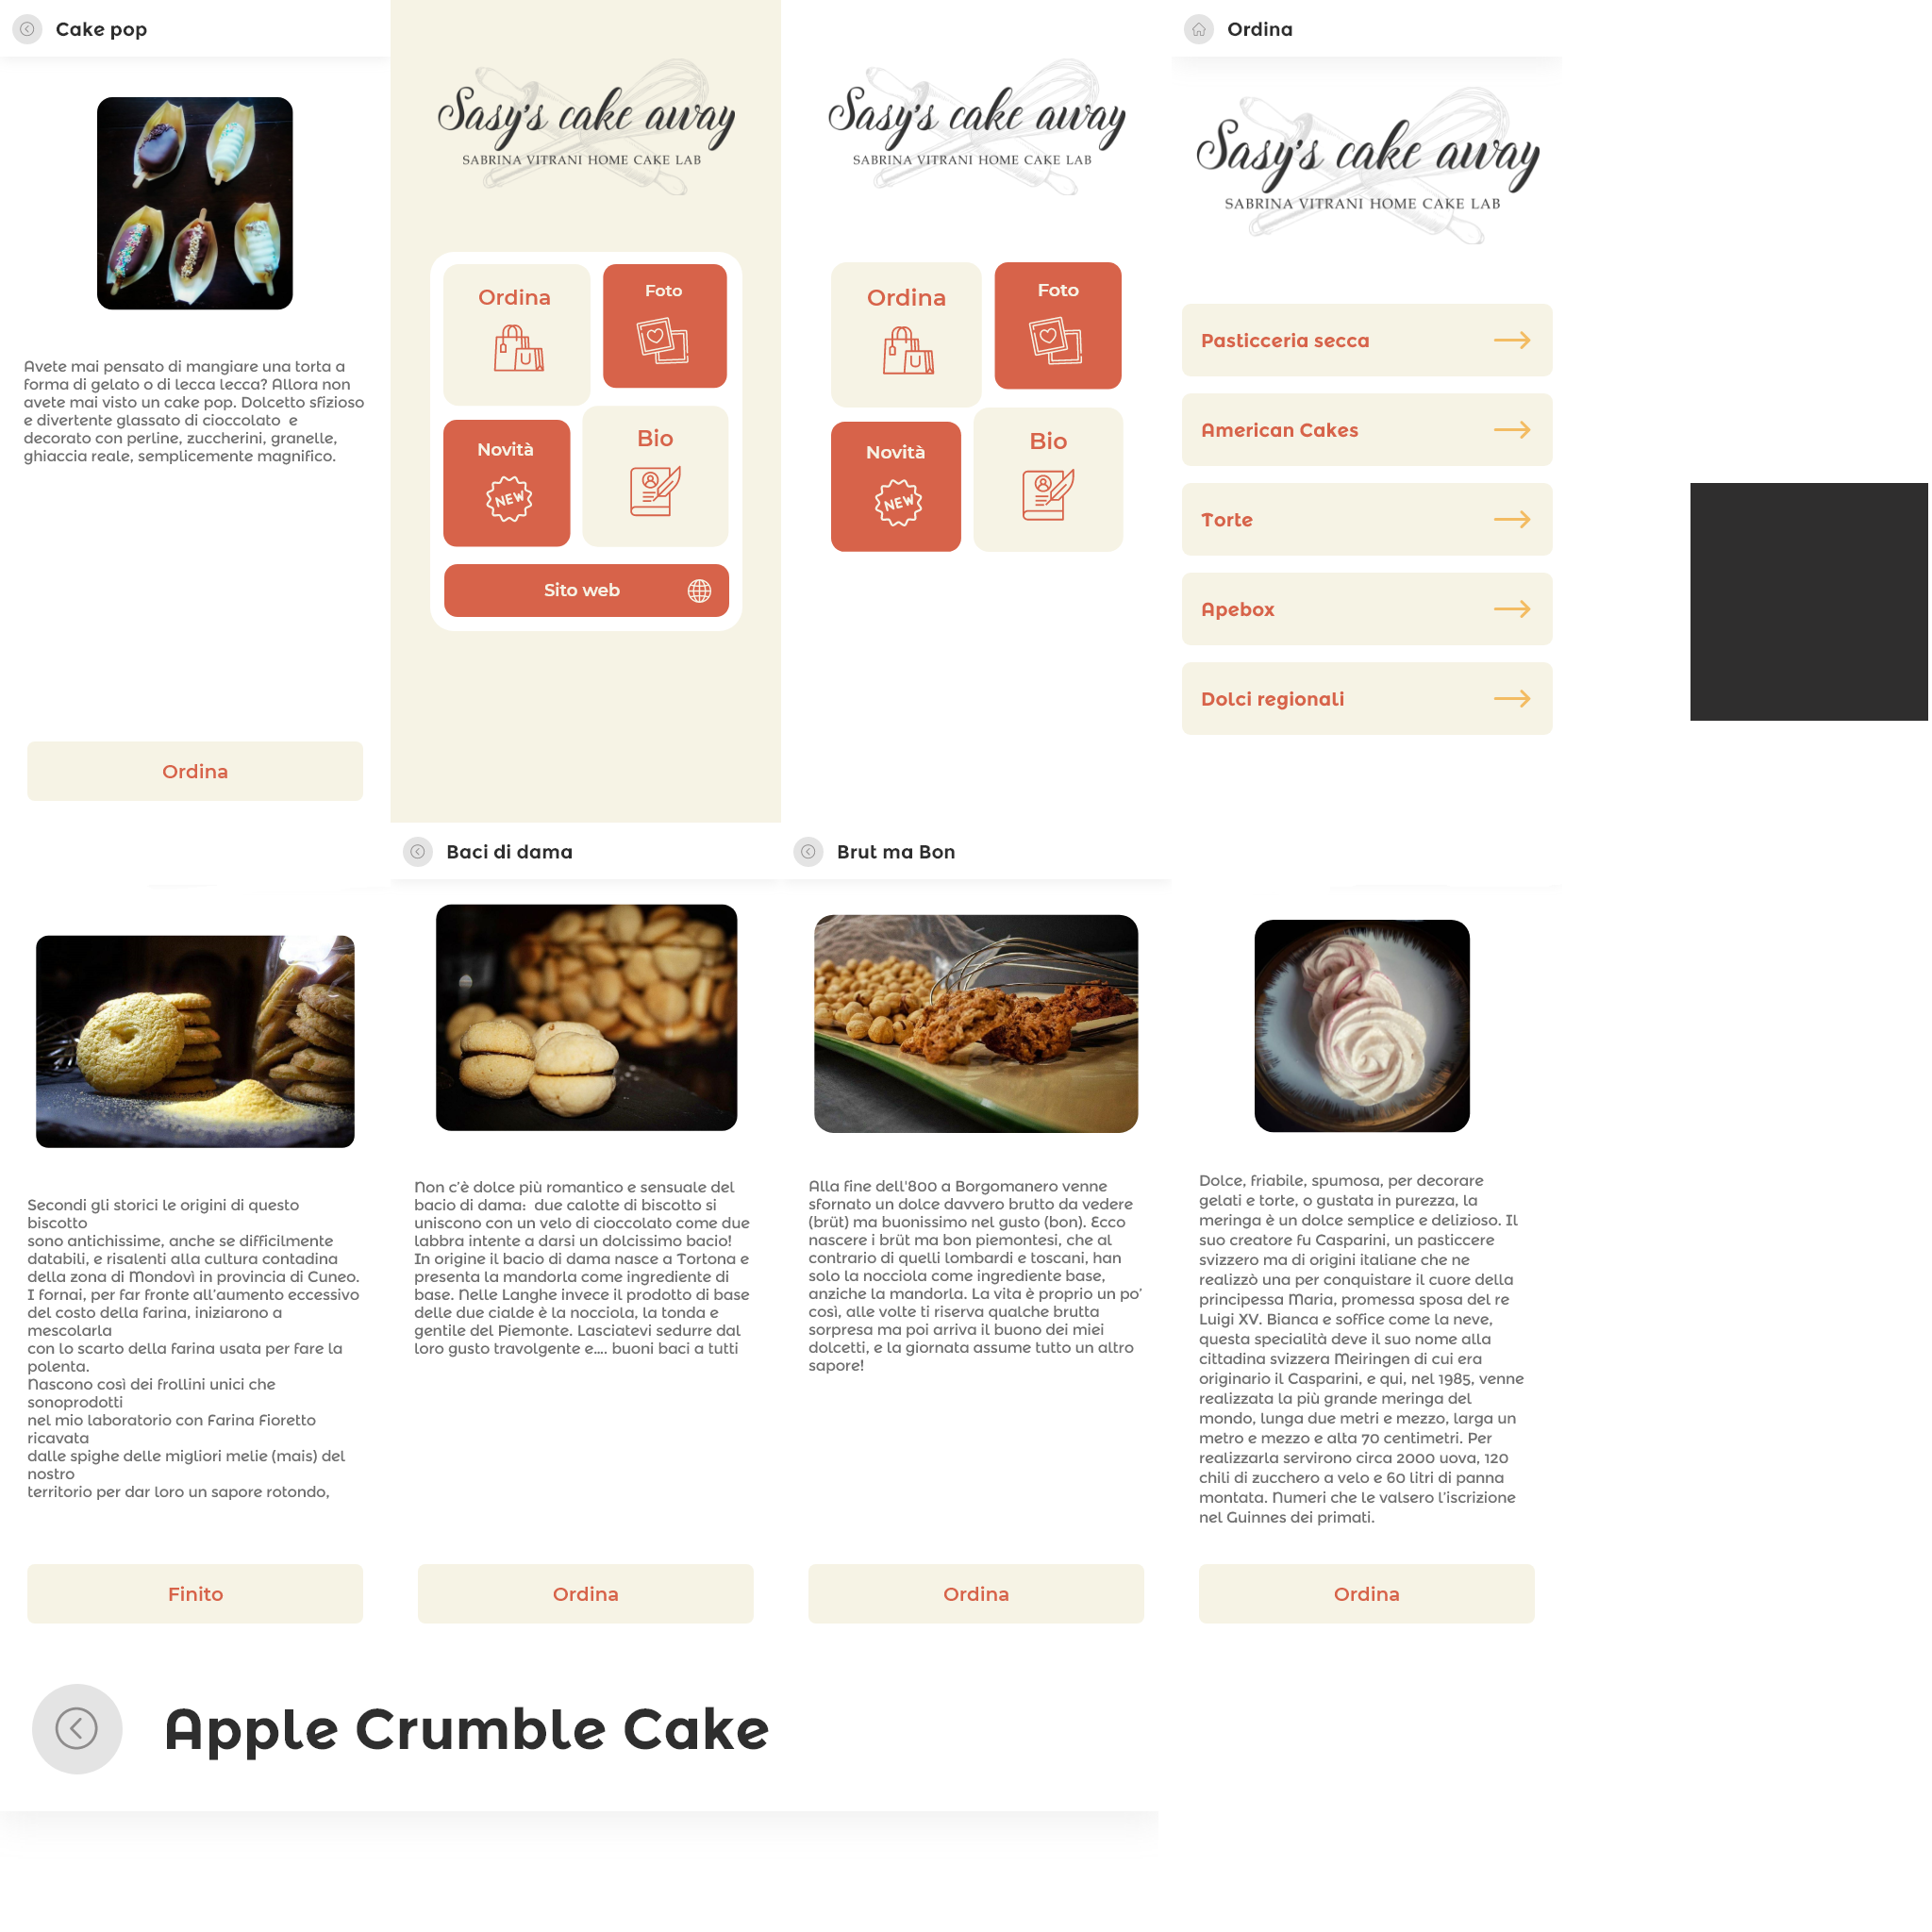 Cake pop
Avete mai pensato di mangiare una torta a
forma di gelato o di lecca lecca? Allora non
avete mai visto un cake pop. Dolcetto sfizioso
e divertente glassato di cioccolato  e
decorato con perline, zuccherini, granelle,
ghiaccia reale, semplicemente magnifico.
Ordina
Sasy's cake away
SABRINA VITRANI HOME CAKE LAB
Ordina
Foto
Novità
NEW
Bio
Sito web
Sasy's cake away
SABRINA VITRANI HOME CAKE LAB
Ordina
Foto
Novità
NEW
Bio
Ordina
Sasy's cake away
SABRINA VITRANI HOME CAKE LAB
Pasticceria secca
American Cakes
Torte
Apebox
Dolci regionali
Secondi gli storici le origini di questo
biscotto
sono antichissime, anche se difficilmente
databili, e risalenti alla cultura contadina
della zona di Mondovì in provincia di Cuneo.
I fornai, per far fronte all'aumento eccessivo
del costo della farina, iniziarono a
mescolarla
con lo scarto della farina usata per fare la
polenta.
Nascono così dei frollini unici che
sonoprodotti
nel mio laboratorio con Farina Fioretto
ricavata
dalle spighe delle migliori melie (mais) del
nostro
territorio per dar loro un sapore rotondo,
Finito
Baci di dama
Non c'è dolce più romantico e sensuale del
bacio di dama:  due calotte di biscotto si
uniscono con un velo di cioccolato come due
labbra intente a darsi un dolcissimo bacio!
In origine il bacio di dama nasce a Tortona e
presenta la mandorla come ingrediente di
base. Nelle Langhe invece il prodotto di base
delle due cialde è la nocciola, la tonda e
gentile del Piemonte. Lasciatevi sedurre dal
loro gusto travolgente e.... buoni baci a tutti
Ordina
Brut ma Bon
Alla fine dell'800 a Borgomanero venne
sfornato un dolce davvero brutto da vedere
(brüt) ma buonissimo nel gusto (bon). Ecco
nascere i brüt ma bon piemontesi, che al
contrario di quelli lombardi e toscani, han
solo la nocciola come ingrediente base,
anziche la mandorla. La vita è proprio un po'
così, alle volte ti riserva qualche brutta
sorpresa ma poi arriva il buono dei miei
dolcetti, e la giornata assume tutto un altro
sapore!
Ordina
Dolce, friabile, spumosa, per decorare
gelati e torte, o gustata in purezza, la
meringa è un dolce semplice e delizioso. Il
suo creatore fu Casparini, un pasticcere
svizzero ma di origini italiane che ne
realizzò una per conquistare il cuore della
principessa Maria, promessa sposa del re
Luigi XV. Bianca e soffice come la neve,
questa specialità deve il suo nome alla
cittadina svizzera Meiringen di cui era
originario il Casparini, e qui, nel 1985, venne
realizzata la più grande meringa del
mondo, lunga due metri e mezzo, larga un
metro e mezzo e alta 70 centimetri. Per
realizzarla servirono circa 2000 uova, 120
chili di zucchero a velo e 60 litri di panna
montata. Numeri che le valsero l'iscrizione
nel Guinnes dei primati.
Ordina
Apple Crumble Cake